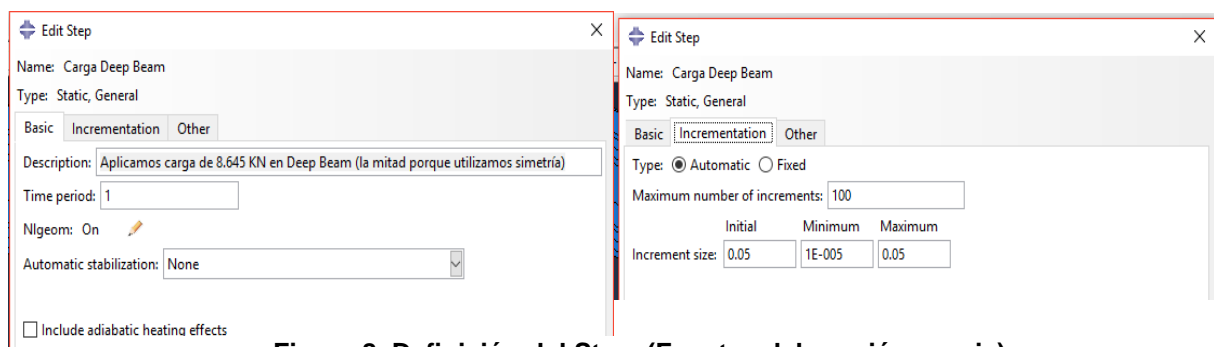 Edit Step
Name: Carga Deep Beam
Type: Static, General
Basic Incrementation Other
Description: Aplicamos carga de 8.645 KN en Deep Beam (la mitad porque utilizamos simetría)
Time period: 1
Nlgeom: On
Automatic stabilization: None
Include adiabatic heating effects
Edit Step
Name: Carga Deep Beam
Type: Static, General
Basic Incrementation Other
Type: Automatic Fixed
Maximum number of increments: 100
Initial Minimum Maximum
Increment size: 0.05 1E-005 0.05